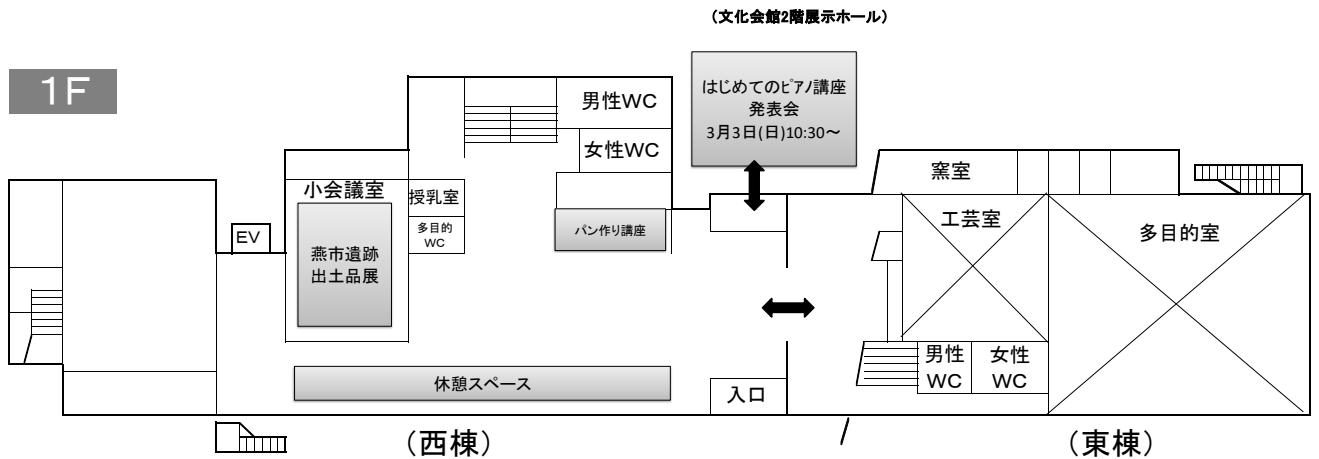 (文化会館2階展示ホール)
1F
はじめてのピアノ講座
発表会
3月3日(日)10:30～
男性WC
女性WC
窯室
小会議室
授乳室
工芸室
多目的
WC
パン作り講座
多目的室
EV
燕市遺跡
出土品展
男性
WC
女性
WC
休憩スペース
入口
(西棟)
(東棟)